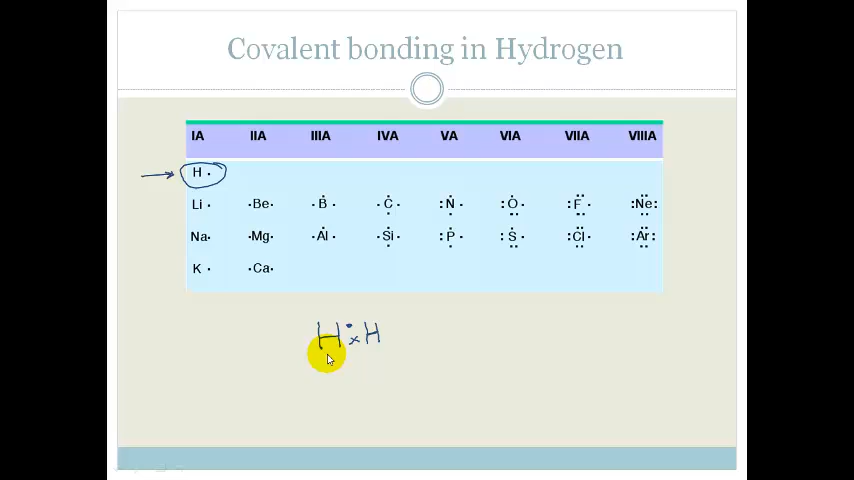 Covalent bonding in Hydrogen
IA IIA IIIA IVA VA VIA VIIA VIIIA
H
Li Be B C N O F Ne
Na Mg Al Si P S Cl Ar
K Ca
H H